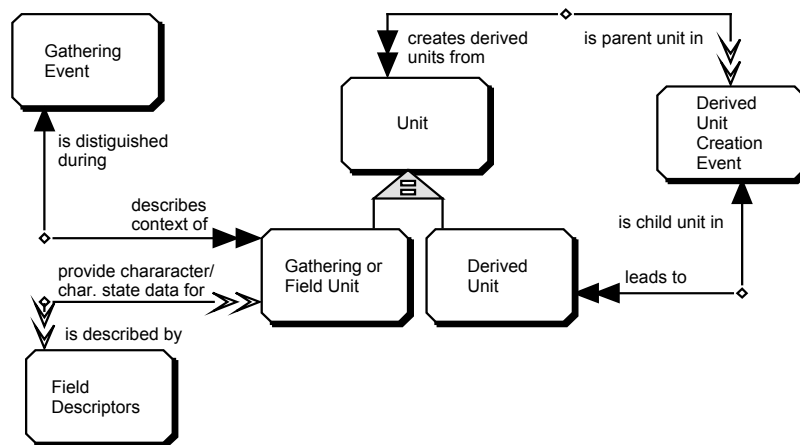 Gathering
Event
creates derived
units from
is parent unit in
Unit
Derived
Unit
Creation
Event
is distiguished
during
describes
context of
is child unit in
Gathering or
Field Unit
Derived
Unit
leads to
provide chararacter/
char. state data for
is described by
Field
Descriptors